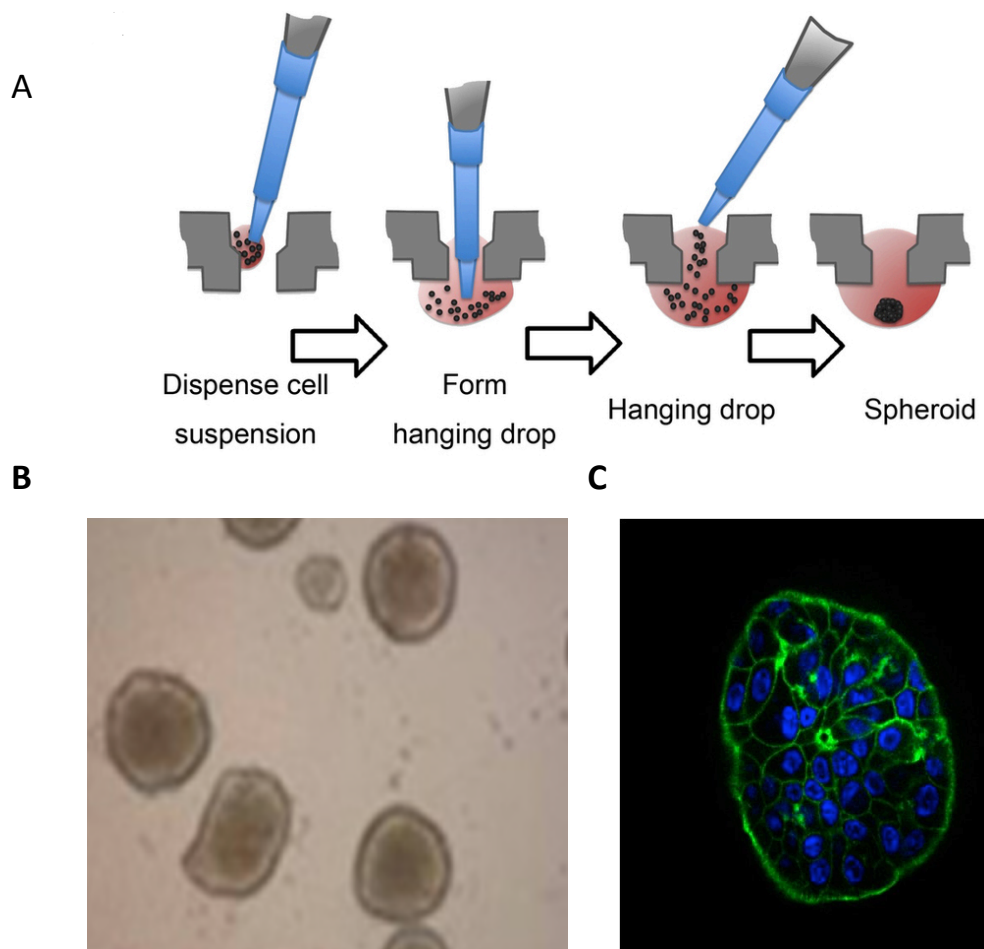 A
Dispense cell
suspension
Form
hanging drop
Hanging drop
Spheroid
B
C